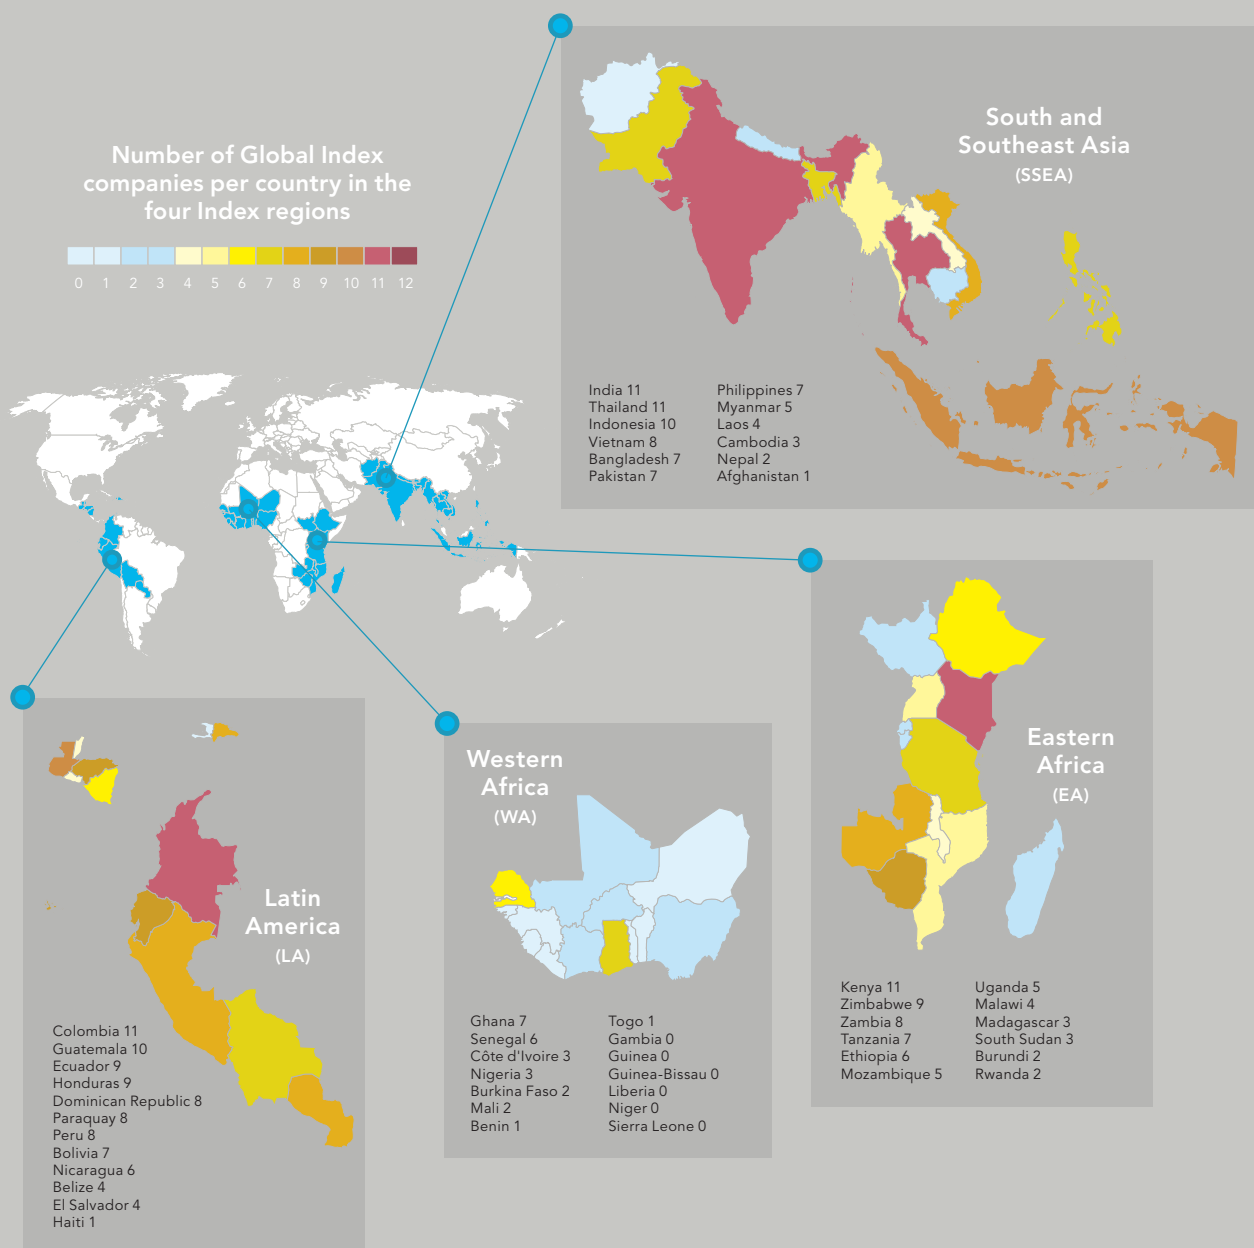 Number of Global Index
companies per country in the
four Index regions
0 1 2 3 4 5 6 7 8 9 10 11 12
South and
Southeast Asia
(SSEA)
India 11
Thailand 11
Indonesia 10
Vietnam 8
Bangladesh 7
Pakistan 7
Philippines 7
Myanmar 5
Laos 4
Cambodia 3
Nepal 2
Afghanistan 1
Latin
America
(LA)
Colombia 11
Guatemala 10
Ecuador 9
Honduras 9
Dominican Republic 8
Paraquay 8
Peru 8
Bolivia 7
Nicaragua 6
Belize 4
El Salvador 4
Haiti 1
Western
Africa
(WA)
Ghana 7
Senegal 6
Côte d'Ivoire 3
Nigeria 3
Burkina Faso 2
Mali 2
Benin 1
Togo 1
Gambia 0
Guinea 0
Guinea-Bissau 0
Liberia 0
Niger 0
Sierra Leone 0
Eastern
Africa
(EA)
Kenya 11
Zimbabwe 9
Zambia 8
Tanzania 7
Ethiopia 6
Mozambique 5
Uganda 5
Malawi 4
Madagascar 3
South Sudan 3
Burundi 2
Rwanda 2